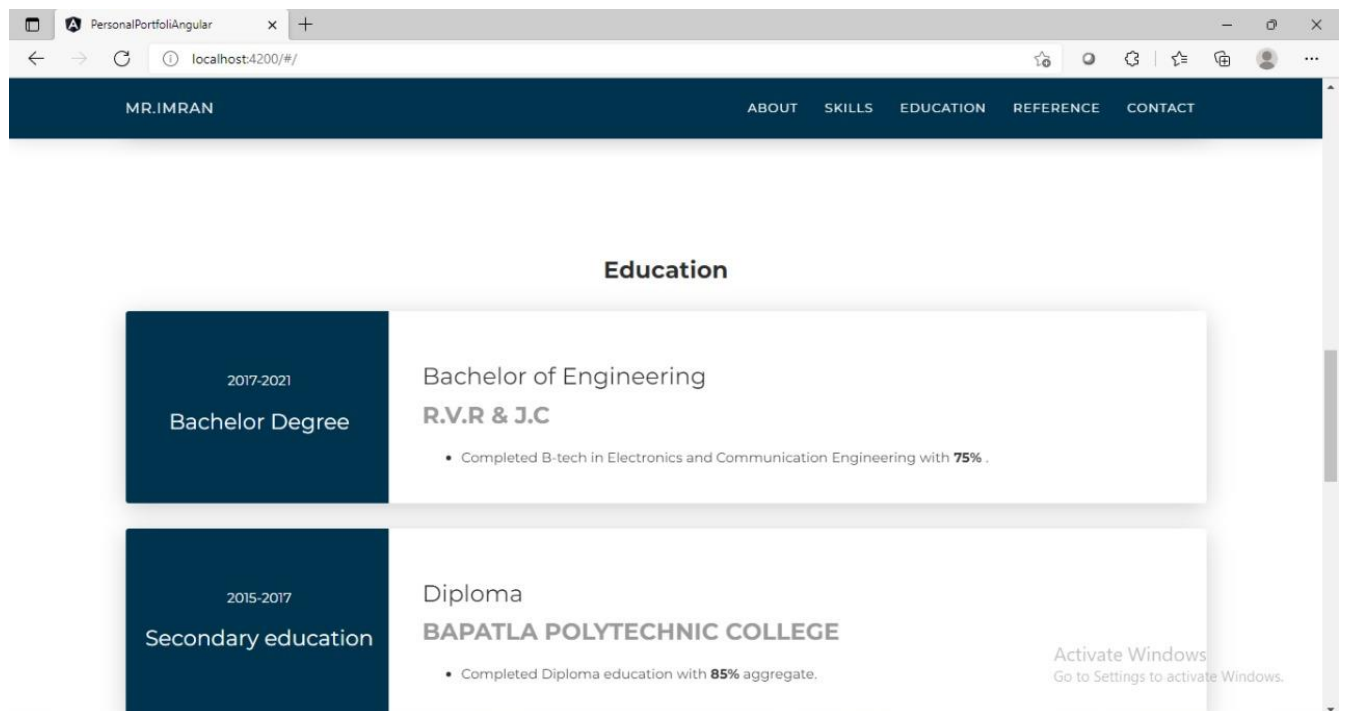 PersonalPortfoliAngular
localhost:4200/#/
MR.IMRAN
ABOUT SKILLS EDUCATION REFERENCE CONTACT
Education
2017-2021
Bachelor Degree
Bachelor of Engineering
R.V.R & J.C
• Completed B-tech in Electronics and Communication Engineering with 75% .
2015-2017
Secondary education
Diploma
BAPATLA POLYTECHNIC COLLEGE
• Completed Diploma education with 85% aggregate.
Activate Windows
Go to Settings to activate Windows.